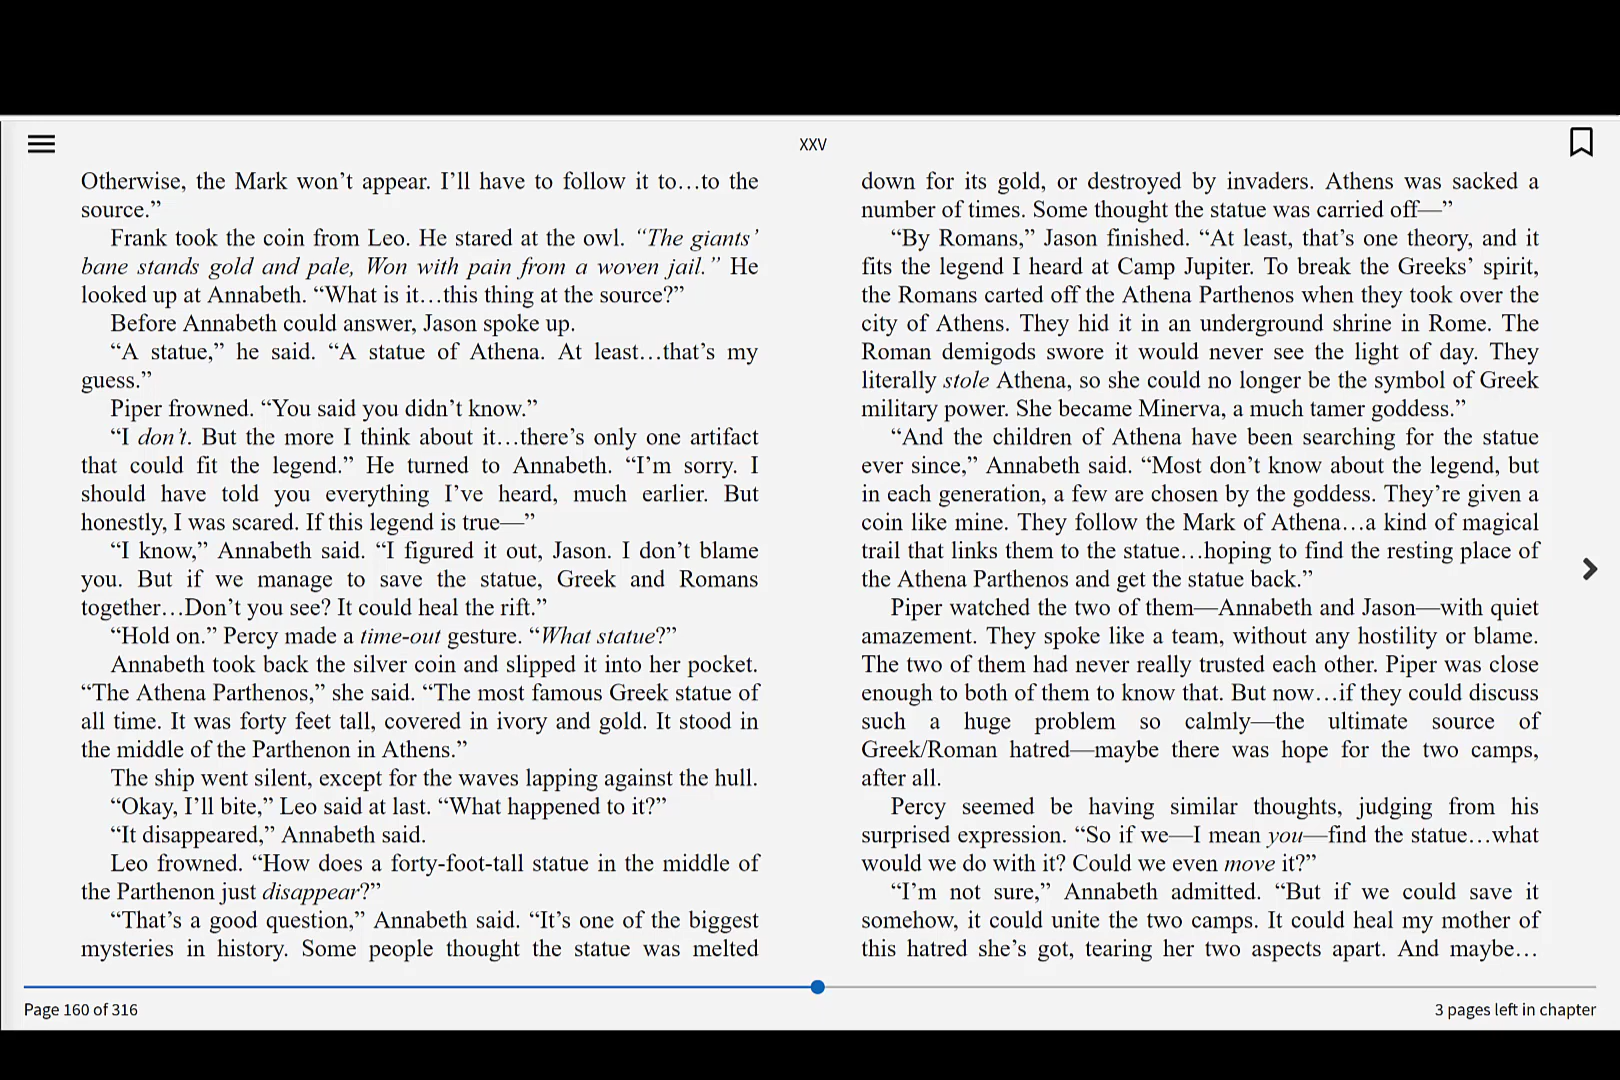 XXV
Otherwise, the Mark won’t appear. I’ll have to follow it to…to the
source.”
Frank took the coin from Leo. He stared at the owl. “The giants’
bane stands gold and pale, Won with pain from a woven jail.” He
looked up at Annabeth. “What is it…this thing at the source?”
Before Annabeth could answer, Jason spoke up.
“A statue,” he said. “A statue of Athena. At least…that’s my
guess.”
Piper frowned. “You said you didn’t know.”
“I don’t. But the more I think about it…there’s only one artifact
that could fit the legend.” He turned to Annabeth. “I’m sorry. I
should have told you everything I’ve heard, much earlier. But
honestly, I was scared. If this legend is true—”
“I know,” Annabeth said. “I figured it out, Jason. I don’t blame
you. But if we manage to save the statue, Greek and Romans
together…Don’t you see? It could heal the rift.”
“Hold on.” Percy made a time-out gesture. “What statue?”
Annabeth took back the silver coin and slipped it into her pocket.
“The Athena Parthenos,” she said. “The most famous Greek statue of
all time. It was forty feet tall, covered in ivory and gold. It stood in
the middle of the Parthenon in Athens.”
The ship went silent, except for the waves lapping against the hull.
“Okay, I’ll bite,” Leo said at last. “What happened to it?”
“It disappeared,” Annabeth said.
Leo frowned. “How does a forty-foot-tall statue in the middle of
the Parthenon just disappear?”
“That’s a good question,” Annabeth said. “It’s one of the biggest
mysteries in history. Some people thought the statue was melted
down for its gold, or destroyed by invaders. Athens was sacked a
number of times. Some thought the statue was carried off—”
“By Romans,” Jason finished. “At least, that’s one theory, and it
fits the legend I heard at Camp Jupiter. To break the Greeks’ spirit,
the Romans carted off the Athena Parthenos when they took over the
city of Athens. They hid it in an underground shrine in Rome. The
Roman demigods swore it would never see the light of day. They
literally stole Athena, so she could no longer be the symbol of Greek
military power. She became Minerva, a much tamer goddess.”
“And the children of Athena have been searching for the statue
ever since,” Annabeth said. “Most don’t know about the legend, but
in each generation, a few are chosen by the goddess. They’re given a
coin like mine. They follow the Mark of Athena…a kind of magical
trail that links them to the statue…hoping to find the resting place of
the Athena Parthenos and get the statue back.”
Piper watched the two of them—Annabeth and Jason—with quiet
amazement. They spoke like a team, without any hostility or blame.
The two of them had never really trusted each other. Piper was close
enough to both of them to know that. But now…if they could discuss
such a huge problem so calmly—the ultimate source of
Greek/Roman hatred—maybe there was hope for the two camps,
after all.
Percy seemed be having similar thoughts, judging from his
surprised expression. “So if we—I mean you—find the statue…what
would we do with it? Could we even move it?”
“I’m not sure,” Annabeth admitted. “But if we could save it
somehow, it could unite the two camps. It could heal my mother of
this hatred she’s got, tearing her two aspects apart. And maybe…
Page 160 of 316
3 pages left in chapter